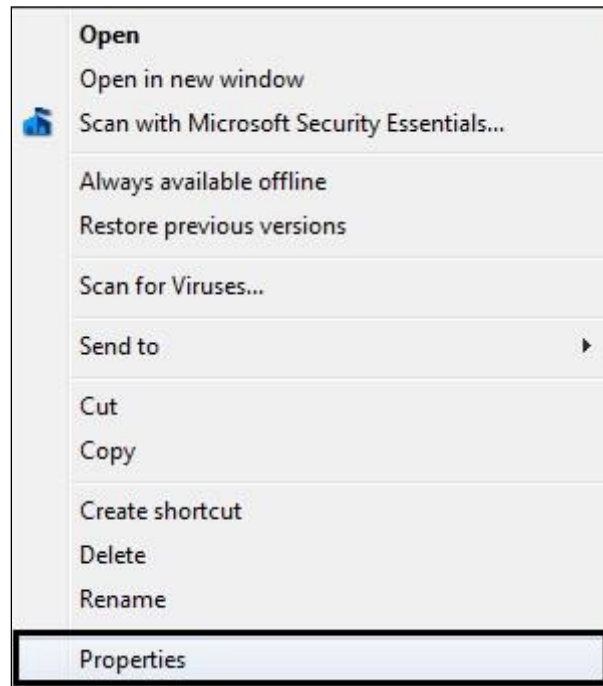 Open
Open in new window
Scan with Microsoft Security Essentials...
Always available offline
Restore previous versions
Scan for Viruses...
Send to
Cut
Copy
Create shortcut
Delete
Rename
Properties